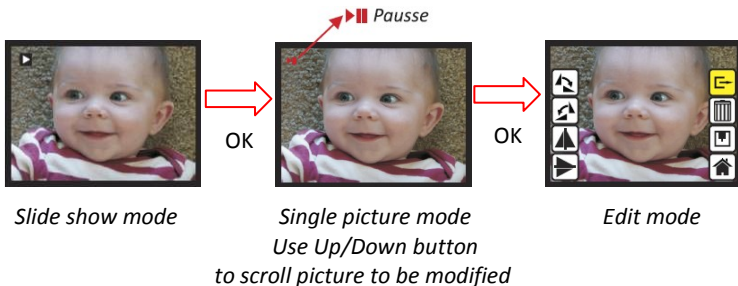 Pausse
OK
OK
Slide show mode
Single picture mode
Use Up/Down button
to scroll picture to be modified
Edit mode